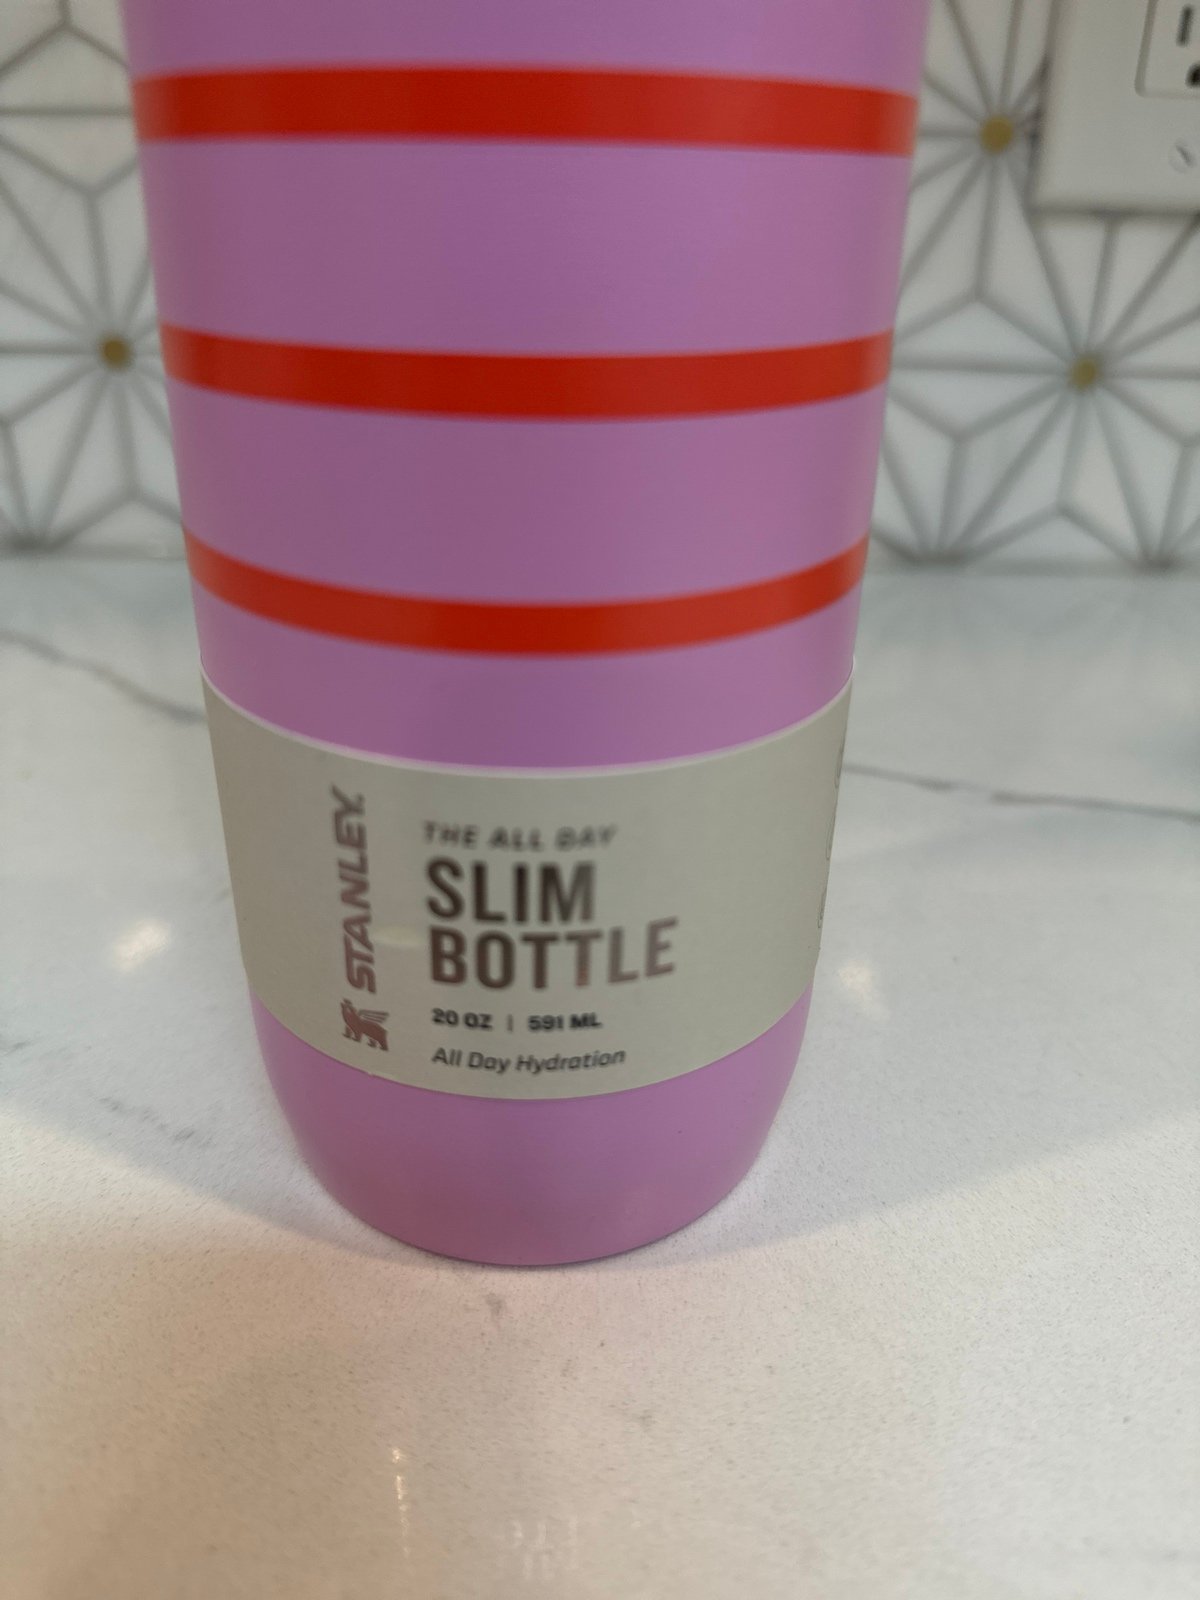 STANLEY
THE ALL DAY
SLIM
BOTTLE
20 OZ | 591 ML
All Day Hydration